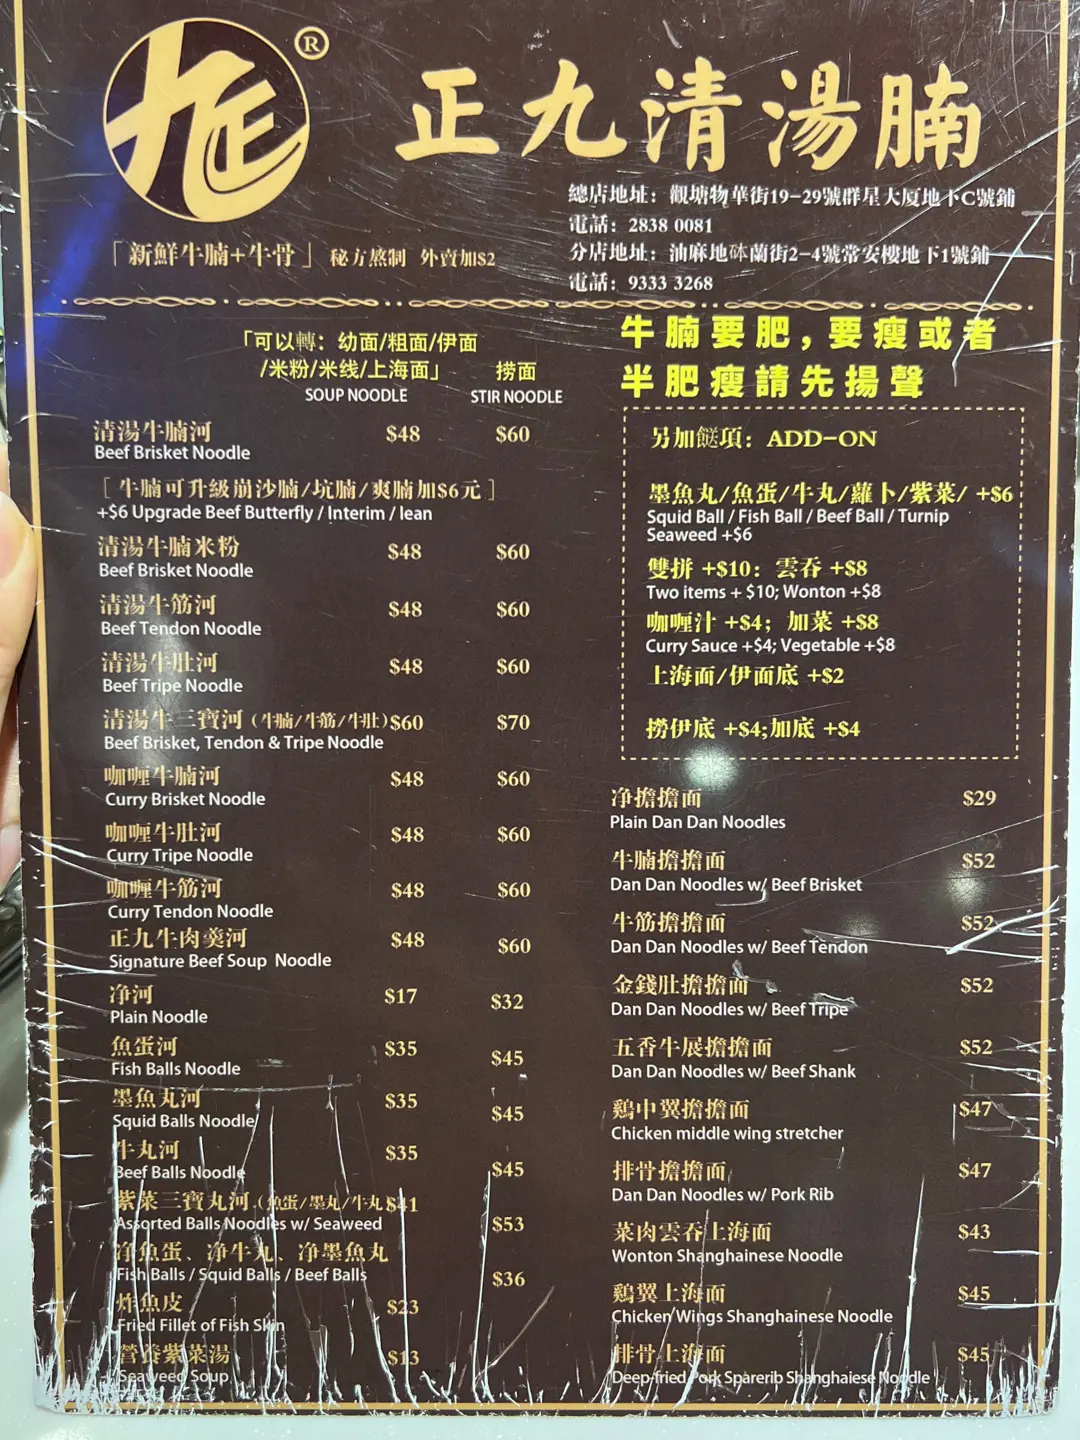 ®
正九清湯腩
總店地址：觀塘物華街19-29號群星大厦地下C號鋪
電話：2838 0081
分店地址：油麻地砵蘭街2-4號常安樓地下1號鋪
電話：9333 3268
「新鮮牛腩+牛骨」秘方熬制 外賣加$2
「可以轉：幼面/粗面/伊面
/米粉/米线/上海面」 捞面
SOUP NOODLE STIR NOODLE
清湯牛腩河 $48 $60
Beef Brisket Noodle
［牛腩可升級崩沙腩/坑腩/爽腩加$6元］
+$6 Upgrade Beef Butterfly / Interim / lean
清湯牛腩米粉 $48 $60
Beef Brisket Noodle
清湯牛筋河 $48 $60
Beef Tendon Noodle
清湯牛肚河 $48 $60
Beef Tripe Noodle
清湯牛三寶河（牛腩/牛筋/牛肚）$60 $70
Beef Brisket, Tendon & Tripe Noodle
咖喱牛腩河 $48 $60
Curry Brisket Noodle
咖喱牛肚河 $48 $60
Curry Tripe Noodle
咖喱牛筋河 $48 $60
Curry Tendon Noodle
正九牛肉羹河 $48 $60
Signature Beef Soup Noodle
净河 $17 $32
Plain Noodle
魚蛋河 $35 $45
Fish Balls Noodle
墨魚丸河 $35 $45
Squid Balls Noodle
牛丸河 $35 $45
Beef Balls Noodle
紫菜三寶丸河（魚蛋/墨丸/牛丸 $41 $53
Assorted Balls Noodles w/ Seaweed
净魚蛋、净牛丸、净墨魚丸 $36
Fish Balls / Squid Balls / Beef Balls
炸魚皮 $23
Fried Fillet of Fish Skin
營養紫菜湯 $13
Seaweed Soup
牛腩要肥，要瘦或者
半肥瘦請先揚聲
另加餸項：ADD-ON
墨魚丸/魚蛋/牛丸/蘿卜/紫菜/ +$6
Squid Ball / Fish Ball / Beef Ball / Turnip
Seaweed +$6
雙拼 +$10：雲吞 +$8
Two items + $10; Wonton +$8
咖喱汁 +$4；加菜 +$8
Curry Sauce +$4; Vegetable +$8
上海面/伊面底 +$2
捞伊底 +$4;加底 +$4
净擔擔面 $29
Plain Dan Dan Noodles
牛腩擔擔面 $52
Dan Dan Noodles w/ Beef Brisket
牛筋擔擔面 $52
Dan Dan Noodles w/ Beef Tendon
金錢肚擔擔面 $52
Dan Dan Noodles w/ Beef Tripe
五香牛展擔擔面 $52
Dan Dan Noodles w/ Beef Shank
鷄中翼擔擔面 $47
Chicken middle wing stretcher
排骨擔擔面 $47
Dan Dan Noodles w/ Pork Rib
菜肉雲吞上海面 $43
Wonton Shanghainese Noodle
鷄翼上海面 $45
Chicken Wings Shanghainese Noodle
排骨上海面 $45
Deep-fried Pork Sparerib Shanghaiese Noodle